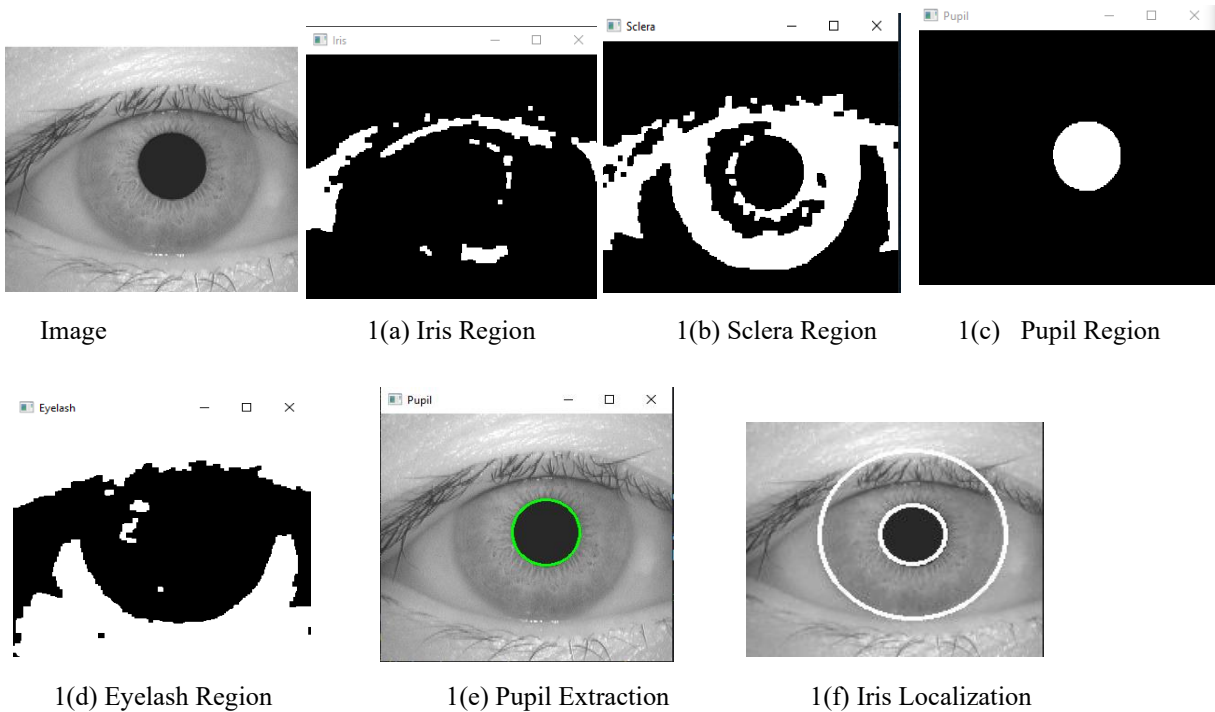 Iris
Sclera
Pupil
Image
1(a) Iris Region
1(b) Sclera Region
1(c) Pupil Region
Eyelash
Pupil
1(d) Eyelash Region
1(e) Pupil Extraction
1(f) Iris Localization